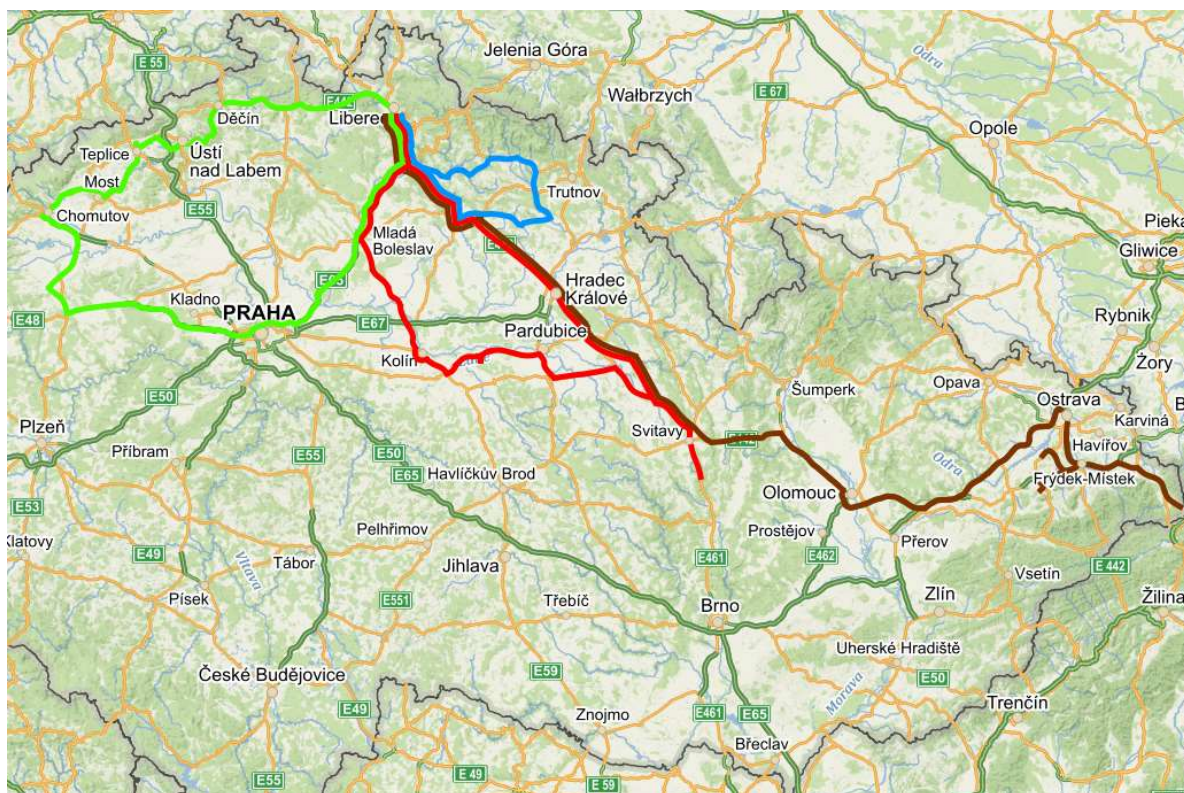 Jelenia Góra
Odra
E 55
E 67
Wałbrzych
E442
Děčín
Libere
Opole
Teplice
Ústí
nad Labem
Most
Trutnov
Chomutov
E55
Pieka
Mladá
Boleslav
Gliwice
Hradec
Králové
Kladno
PRAHA
E65
E48
E67
Pardubice
Rybnik
Kolín
Żory
E50
Šumperk
Opava
Ostrava
Karviná
B
Plzeň
Svitavy
Havířov
Příbram
E50
E55
E65
Havlíčkův Brod
Odra
Frýdek-Místek
Olomouc
E53
Pelhřimov
Prostějov
Přerov
Klatovy
E49
Vltava
Tábor
Jihlava
E461
E462
E 442
Vsetín
Písek
E551
Třebíč
Brno
Zlín
Žilina
Uherské Hradiště
České Budějovice
E59
E50
E49
Znojmo
E461
E65
Morava
Trenčín
Břeclav
E55
E 49
E 59